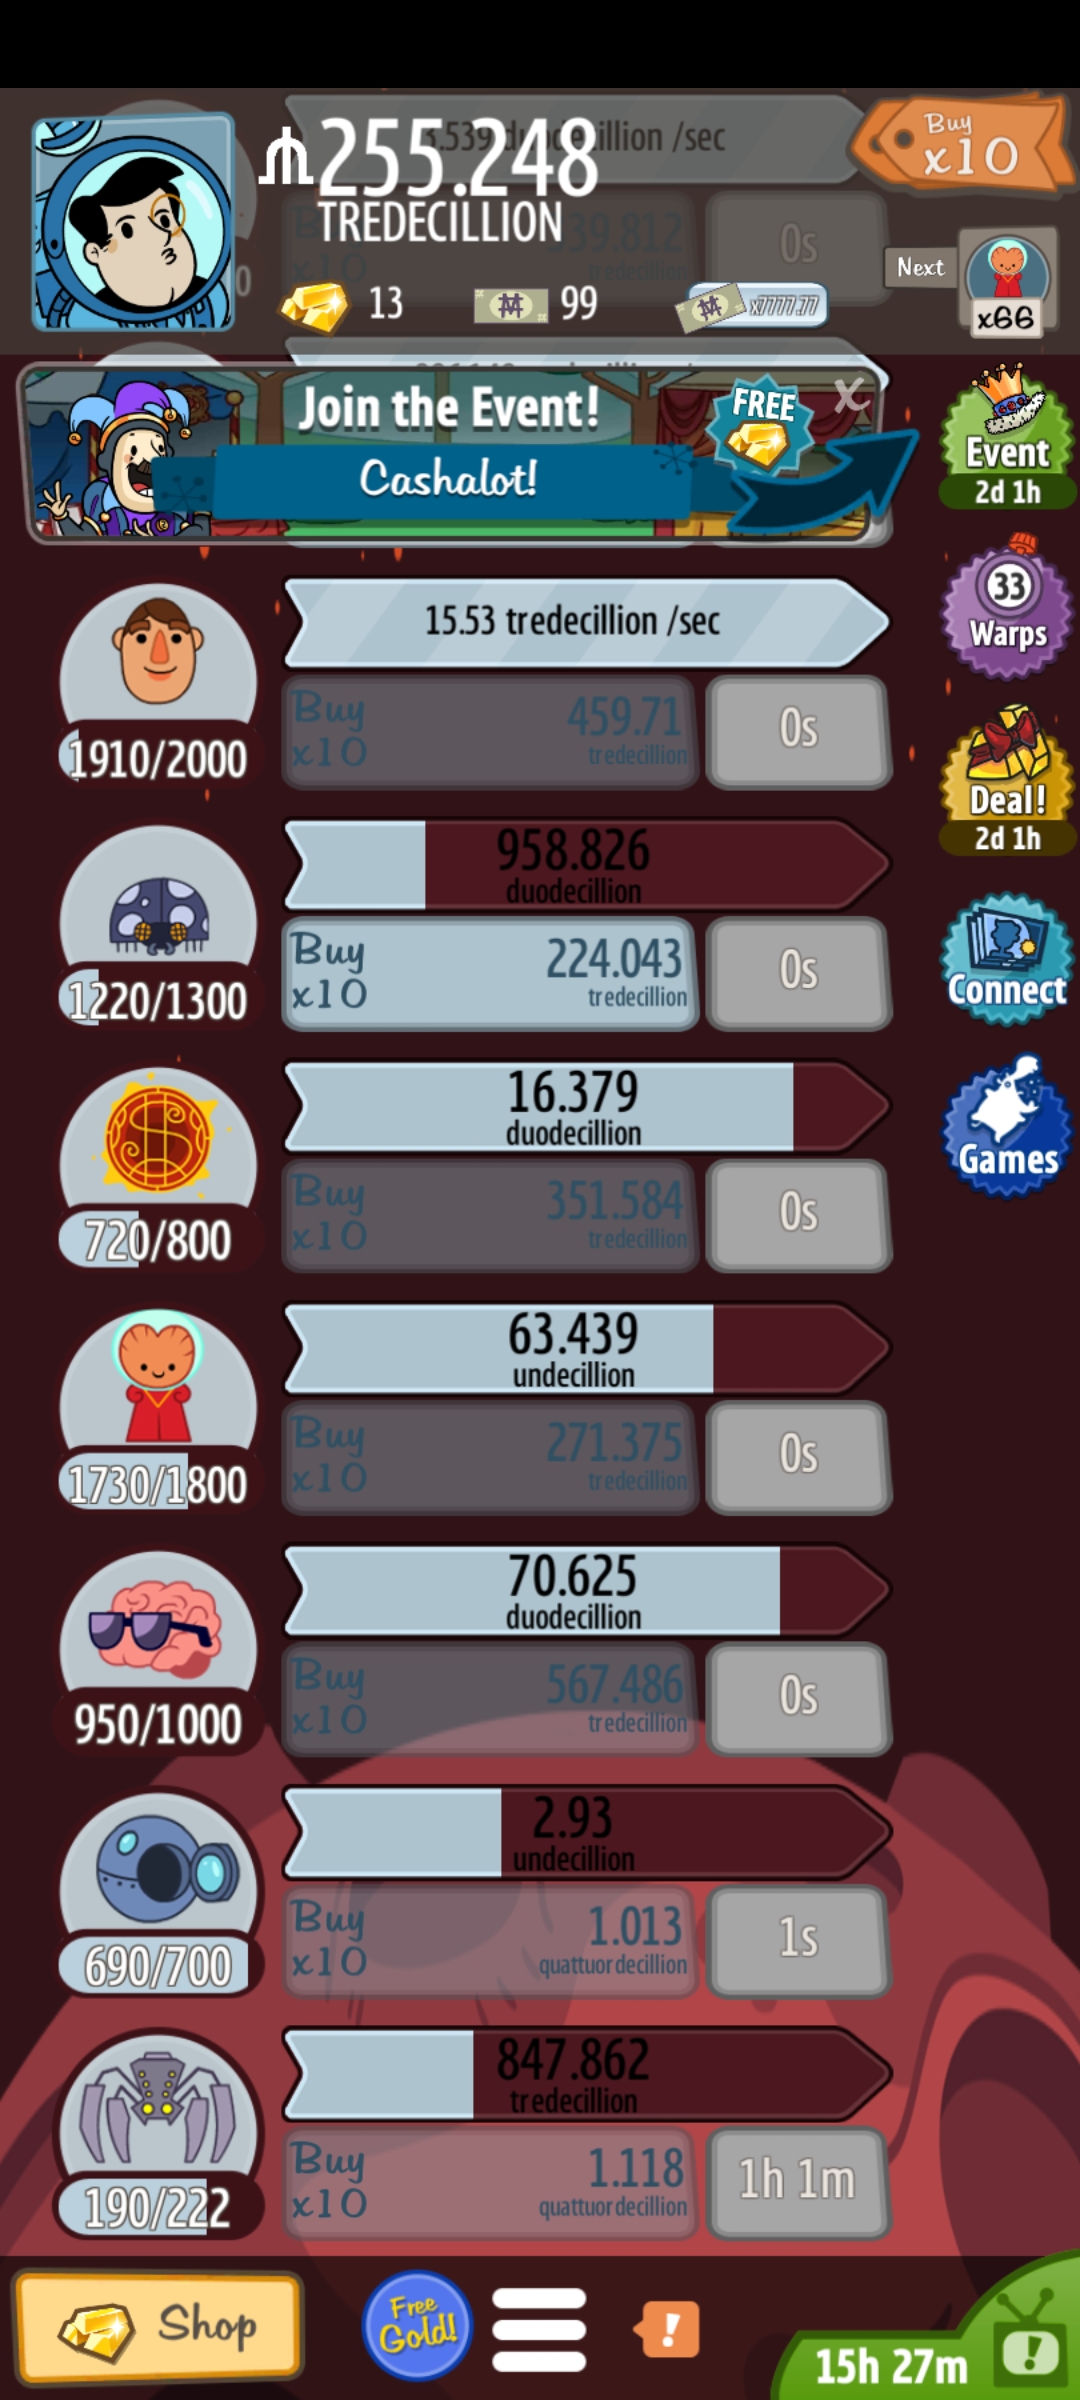 255.248
TREDECILLION
Buy
x10
13
99
x7777.77
Next
x66
Join the Event!
Cashalot!
FREE
X
Event
2d 1h
15.53 tredecillion /sec
Buy
x10
459.71
tredecillion
0s
1910/2000
33
Warps
Deal!
2d 1h
958.826
duodecillion
Buy
x10
224.043
tredecillion
0s
1220/1300
Connect
16.379
duodecillion
Buy
x10
351.584
tredecillion
0s
720/800
Games
63.439
undecillion
Buy
x10
271.375
tredecillion
0s
1730/1800
70.625
duodecillion
Buy
x10
567.486
tredecillion
0s
950/1000
2.93
undecillion
Buy
x10
1.013
quattuordecillion
1s
690/700
847.862
tredecillion
Buy
x10
1.118
quattuordecillion
1h 1m
190/222
Shop
Free
Gold!
!
15h 27m
!